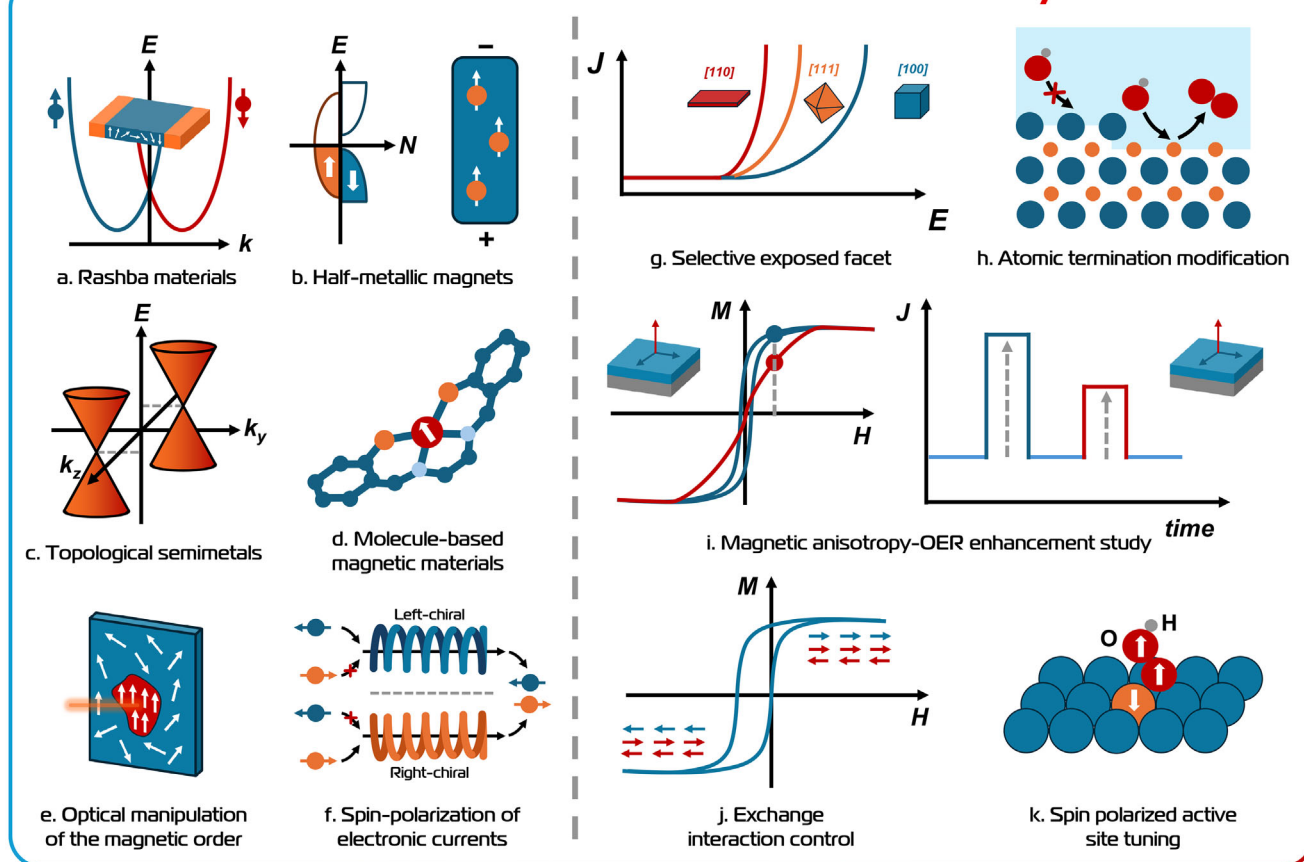 E
k
a. Rashba materials
E
N
−
+
b. Half-metallic magnets
E
ky
kz
c. Topological semimetals
d. Molecule-based
magnetic materials
e. Optical manipulation
of the magnetic order
Left-chiral
Right-chiral
f. Spin-polarization of
electronic currents
J
[110]
[111]
[100]
E
g. Selective exposed facet
h. Atomic termination modification
M
H
J
time
i. Magnetic anisotropy-OER enhancement study
M
H
j. Exchange
interaction control
O
H
k. Spin polarized active
site tuning